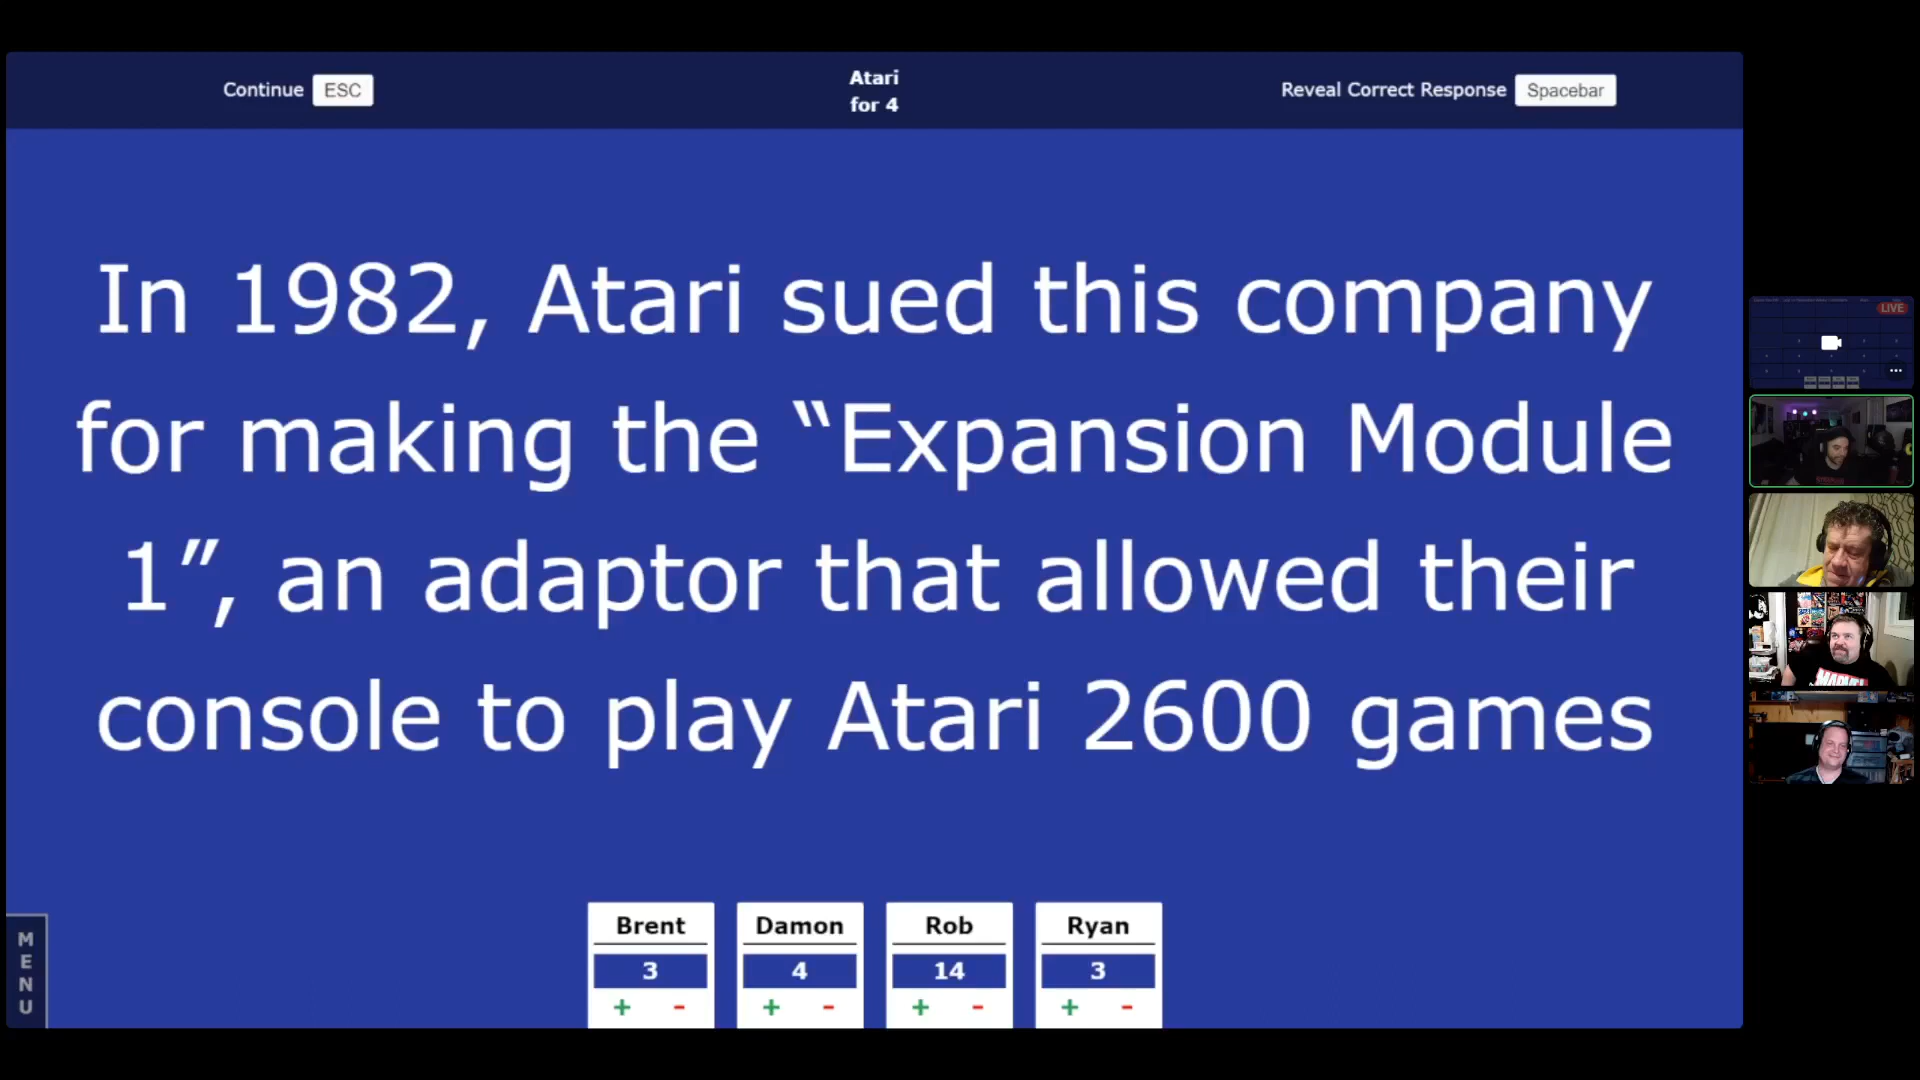 Continue ESC
Atari
for 4
Reveal Correct Response Spacebar
In 1982, Atari sued this company
for making the “Expansion Module
1”, an adaptor that allowed their
console to play Atari 2600 games
LIVE
MARVEL
MENU
Brent Damon Rob Ryan
3 4 14 3
+ - + - + - + -